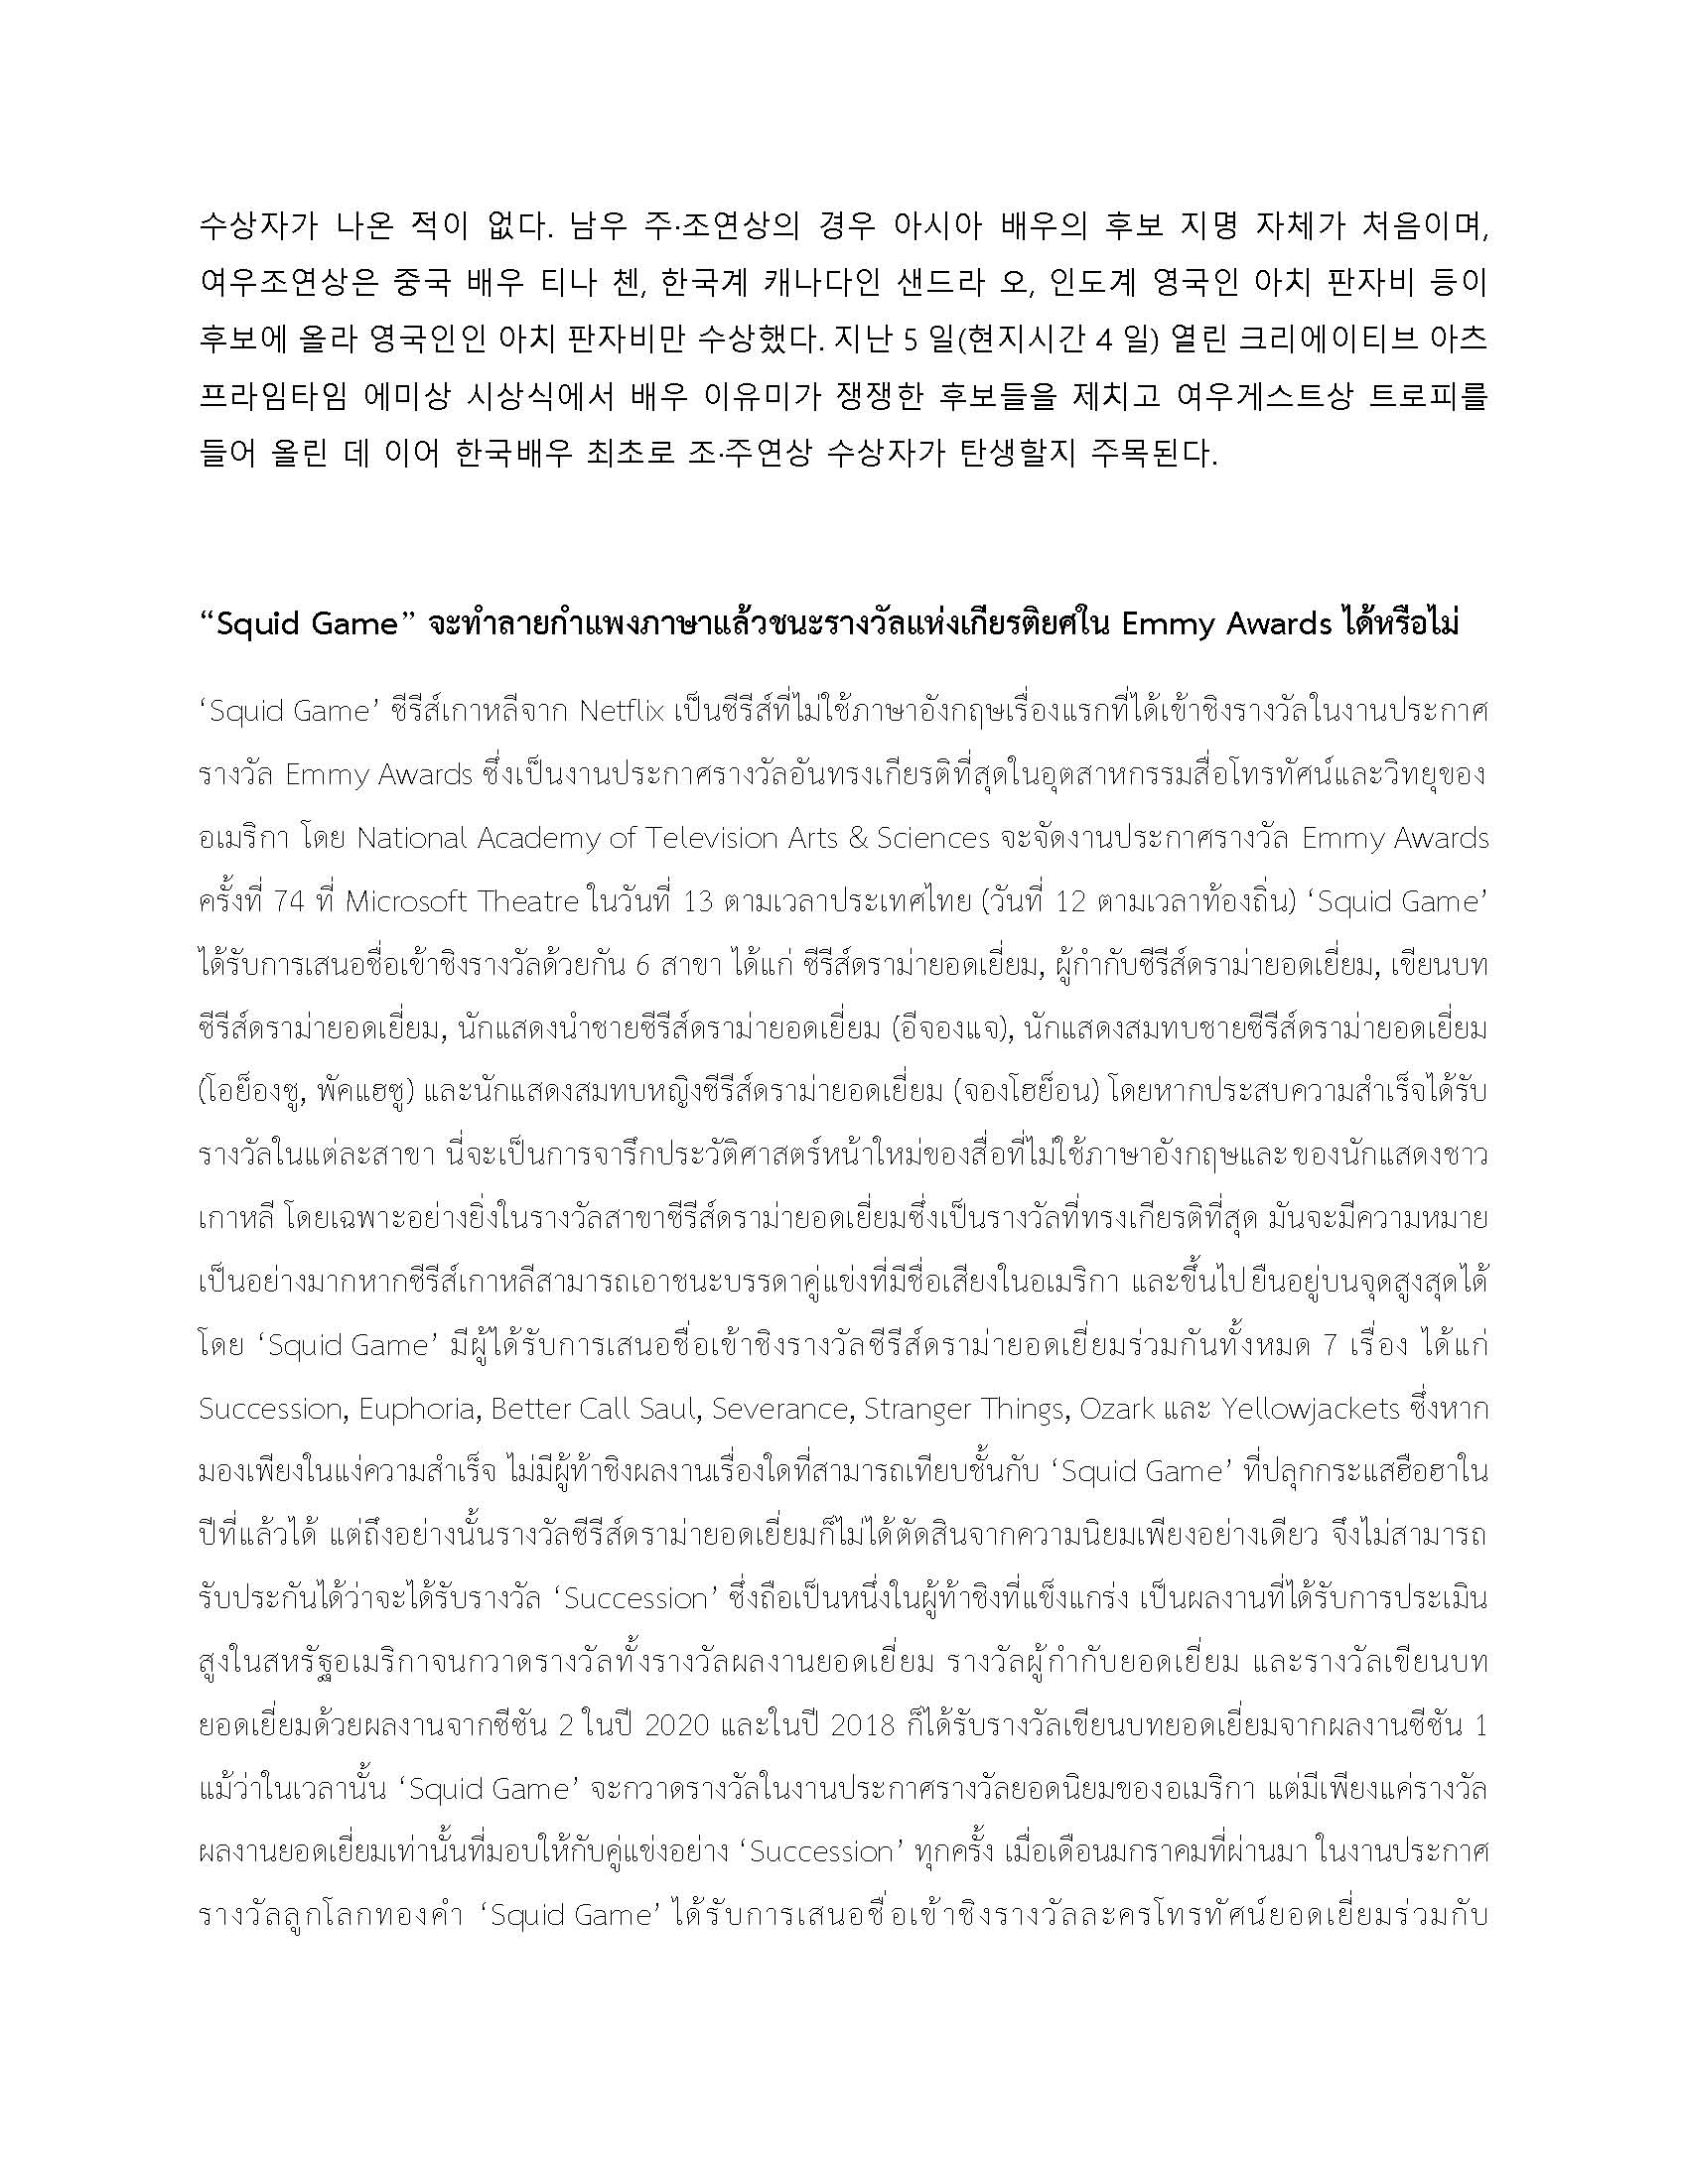 수상자가 나온 적이 없다. 남우 주·조연상의 경우 아시아 배우의 후보 지명 자체가 처음이며,
여우조연상은 중국 배우 티나 첸, 한국계 캐나다인 샌드라 오, 인도계 영국인 아치 판자비 등이
후보에 올라 영국인인 아치 판자비만 수상했다. 지난 5 일(현지시간 4 일) 열린 크리에이티브 아츠
프라임타임 에미상 시상식에서 배우 이유미가 쟁쟁한 후보들을 제치고 여우게스트상 트로피를
들어 올린 데 이어 한국배우 최초로 조·주연상 수상자가 탄생할지 주목된다.
“Squid Game” จะทำลายกำแพงภาษาแล้วชนะรางวัลแห่งเกียรติยศใน Emmy Awards ได้หรือไม่
‘Squid Game’ ซีรีส์เกาหลีจาก Netflix เป็นซีรีส์ที่ไม่ใช้ภาษาอังกฤษเรื่องแรกที่ได้เข้าชิงรางวัลในงานประกาศ
รางวัล Emmy Awards ซึ่งเป็นงานประกาศรางวัลอันทรงเกียรติที่สุดในอุตสาหกรรมสื่อโทรทัศน์และวิทยุของ
อเมริกา โดย National Academy of Television Arts & Sciences จะจัดงานประกาศรางวัล Emmy Awards
ครั้งที่ 74 ที่ Microsoft Theatre ในวันที่ 13 ตามเวลาประเทศไทย (วันที่ 12 ตามเวลาท้องถิ่น) ‘Squid Game’
ได้รับการเสนอชื่อเข้าชิงรางวัลด้วยกัน 6 สาขา ได้แก่ ซีรีส์ดราม่ายอดเยี่ยม, ผู้กำกับซีรีส์ดราม่ายอดเยี่ยม, เขียนบท
ซีรีส์ดราม่ายอดเยี่ยม, นักแสดงนำชายซีรีส์ดราม่ายอดเยี่ยม (อีจองแจ), นักแสดงสมทบชายซีรีส์ดราม่ายอดเยี่ยม
(โอย็องซู, พัคแฮซู) และนักแสดงสมทบหญิงซีรีส์ดราม่ายอดเยี่ยม (จองโฮย็อน) โดยหากประสบความสำเร็จได้รับ
รางวัลในแต่ละสาขา นี่จะเป็นการจารึกประวัติศาสตร์หน้าใหม่ของสื่อที่ไม่ใช้ภาษาอังกฤษและของนักแสดงชาว
เกาหลี โดยเฉพาะอย่างยิ่งในรางวัลสาขาซีรีส์ดราม่ายอดเยี่ยมซึ่งเป็นรางวัลที่ทรงเกียรติที่สุด มันจะมีความหมาย
เป็นอย่างมากหากซีรีส์เกาหลีสามารถเอาชนะบรรดาคู่แข่งที่มีชื่อเสียงในอเมริกา และขึ้นไปยืนอยู่บนจุดสูงสุดได้
โดย ‘Squid Game’ มีผู้ได้รับการเสนอชื่อเข้าชิงรางวัลซีรีส์ดราม่ายอดเยี่ยมร่วมกันทั้งหมด 7 เรื่อง ได้แก่
Succession, Euphoria, Better Call Saul, Severance, Stranger Things, Ozark และ Yellowjackets ซึ่งหาก
มองเพียงในแง่ความสำเร็จ ไม่มีผู้ท้าชิงผลงานเรื่องใดที่สามารถเทียบชั้นกับ ‘Squid Game’ ที่ปลุกกระแสฮือฮาใน
ปีที่แล้วได้ แต่ถึงอย่างนั้นรางวัลซีรีส์ดราม่ายอดเยี่ยมก็ไม่ได้ตัดสินจากความนิยมเพียงอย่างเดียว จึงไม่สามารถ
รับประกันได้ว่าจะได้รับรางวัล ‘Succession’ ซึ่งถือเป็นหนึ่งในผู้ท้าชิงที่แข็งแกร่ง เป็นผลงานที่ได้รับการประเมิน
สูงในสหรัฐอเมริกาจนกวาดรางวัลทั้งรางวัลผลงานยอดเยี่ยม รางวัลผู้กำกับยอดเยี่ยม และรางวัลเขียนบท
ยอดเยี่ยมด้วยผลงานจากซีซัน 2 ในปี 2020 และในปี 2018 ก็ได้รับรางวัลเขียนบทยอดเยี่ยมจากผลงานซีซัน 1
แม้ว่าในเวลานั้น ‘Squid Game’ จะกวาดรางวัลในงานประกาศรางวัลยอดนิยมของอเมริกา แต่มีเพียงแค่รางวัล
ผลงานยอดเยี่ยมเท่านั้นที่มอบให้กับคู่แข่งอย่าง ‘Succession’ ทุกครั้ง เมื่อเดือนมกราคมที่ผ่านมา ในงานประกาศ
รางวัลลูกโลกทองคำ ‘Squid Game’ ได้รับการเสนอชื่อเข้าชิงรางวัลละครโทรทัศน์ยอดเยี่ยมร่วมกับ